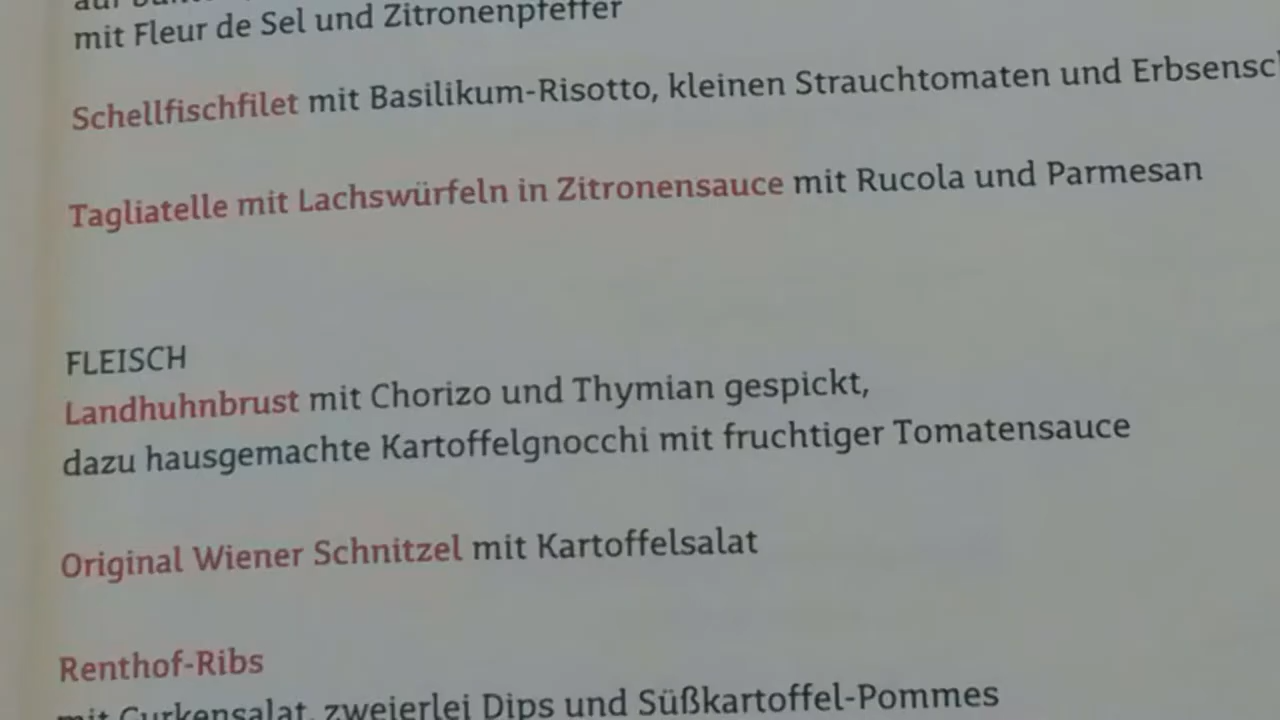 mit Fleur de Sel und Zitronenpfeffer
Schellfischfilet mit Basilikum-Risotto, kleinen Strauchtomaten und
Tagliatelle mit Lachswürfeln in Zitronensauce mit Rucola und Parmesan
FLEISCH
Landhuhnbrust mit Chorizo und Thymian gespickt,
dazu hausgemachte Kartoffelgnocchi mit fruchtiger Tomatensauce
Original Wiener Schnitzel mit Kartoffelsalat
Renthof-Ribs
mit Gurkensalat, zweierlei Dips und Süßkartoffel-Pommes